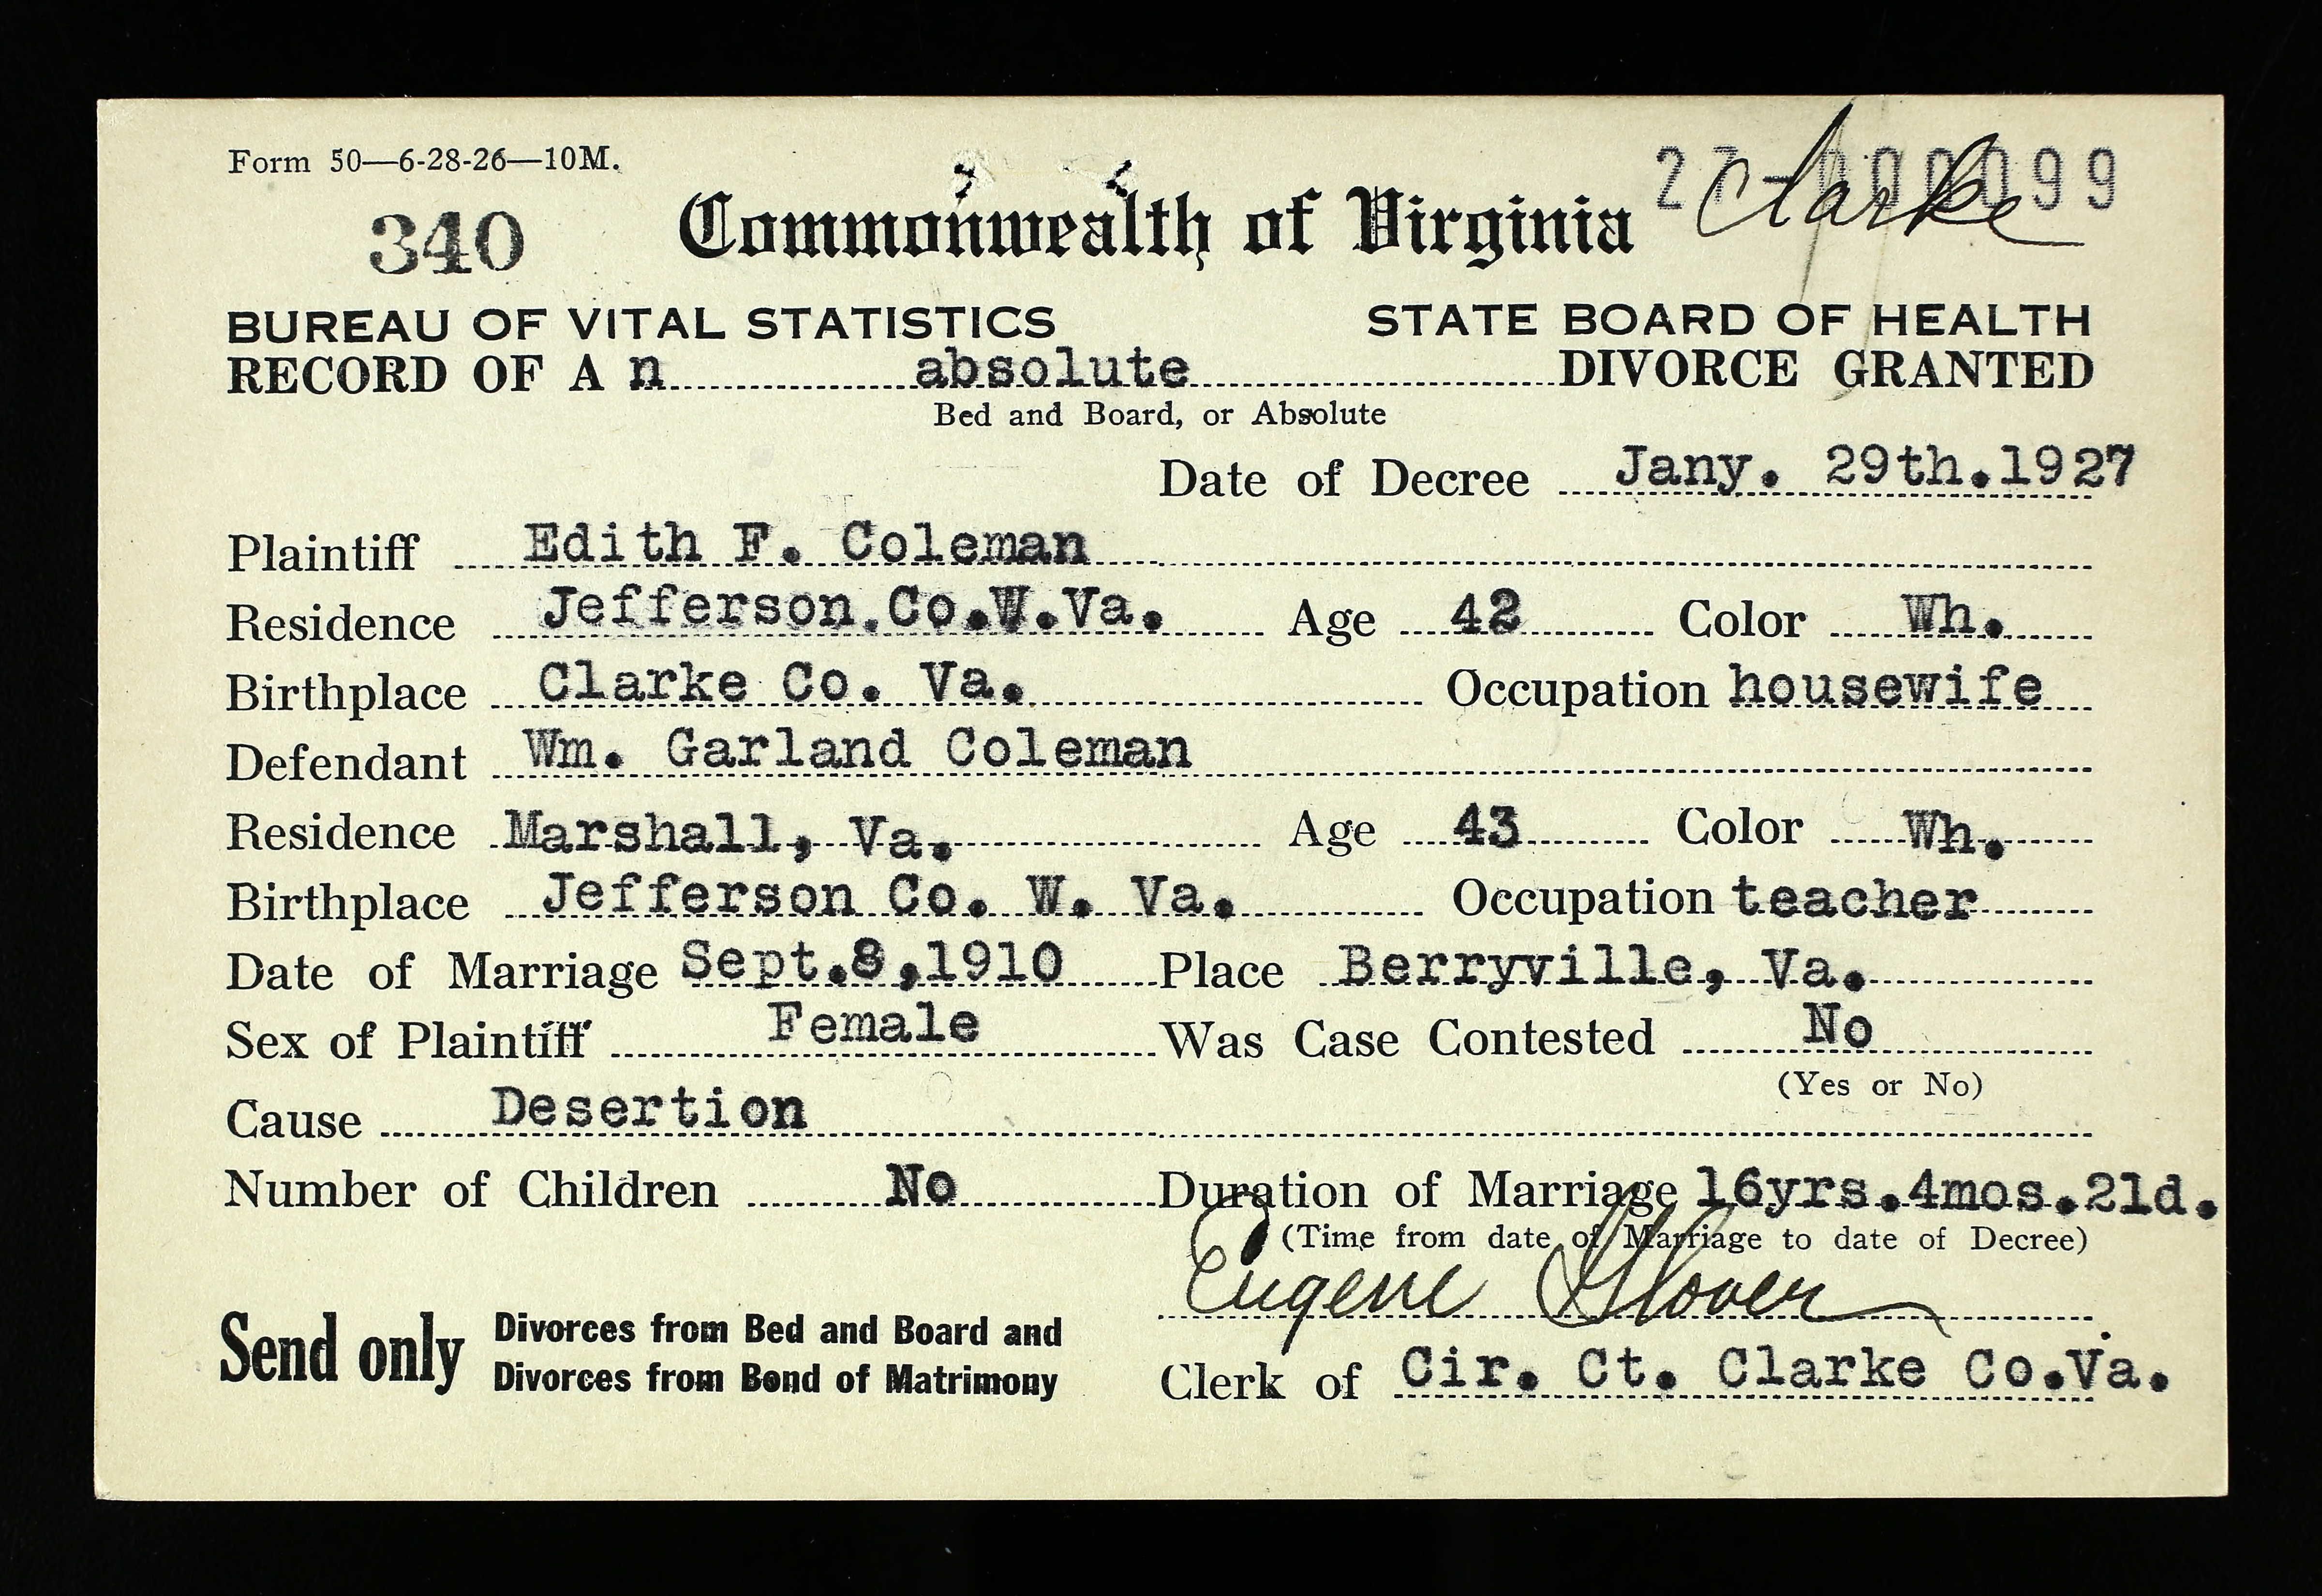 Form 50—6-28-26—10M.
27-000099
Clarke
340
Commonwealth of Virginia
BUREAU OF VITAL STATISTICS STATE BOARD OF HEALTH
RECORD OF A n absolute DIVORCE GRANTED
Bed and Board, or Absolute
Date of Decree Jany. 29th.1927
Plaintiff Edith F. Coleman
Residence Jefferson.Co.W.Va. Age 42 Color Wh.
Birthplace Clarke Co. Va. Occupation housewife
Defendant Wm. Garland Coleman
Residence Marshall, Va. Age 43 Color Wh.
Birthplace Jefferson Co. W. Va. Occupation teacher
Date of Marriage Sept.8,1910 Place Berryville, Va.
Sex of Plaintiff Female Was Case Contested No
(Yes or No)
Cause Desertion
Number of Children No Duration of Marriage 16yrs.4mos.21d.
(Time from date of Marriage to date of Decree)
Eugene
Send only Divorces from Bed and Board and
Divorces from Bond of Matrimony
Clerk of Cir. Ct. Clarke Co.Va.